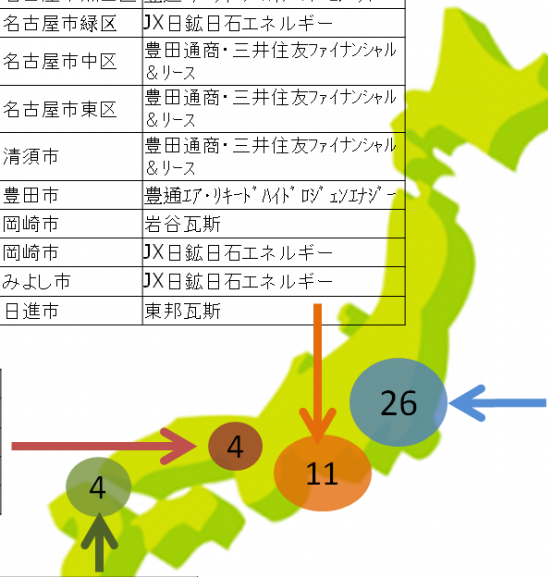 名古屋市緑区 JX日鉱日石エネルギー
名古屋市中区 豊田通商・三井住友ファイナンシャル
&リース
名古屋市東区 豊田通商・三井住友ファイナンシャル
&リース
清須市 豊田通商・三井住友ファイナンシャル
&リース
豊田市 豊通エア・リキードハイドロジェンエナジー
岡崎市 岩谷瓦斯
岡崎市 JX日鉱日石エネルギー
みよし市 JX日鉱日石エネルギー
日進市 東邦瓦斯
26
4
11
4